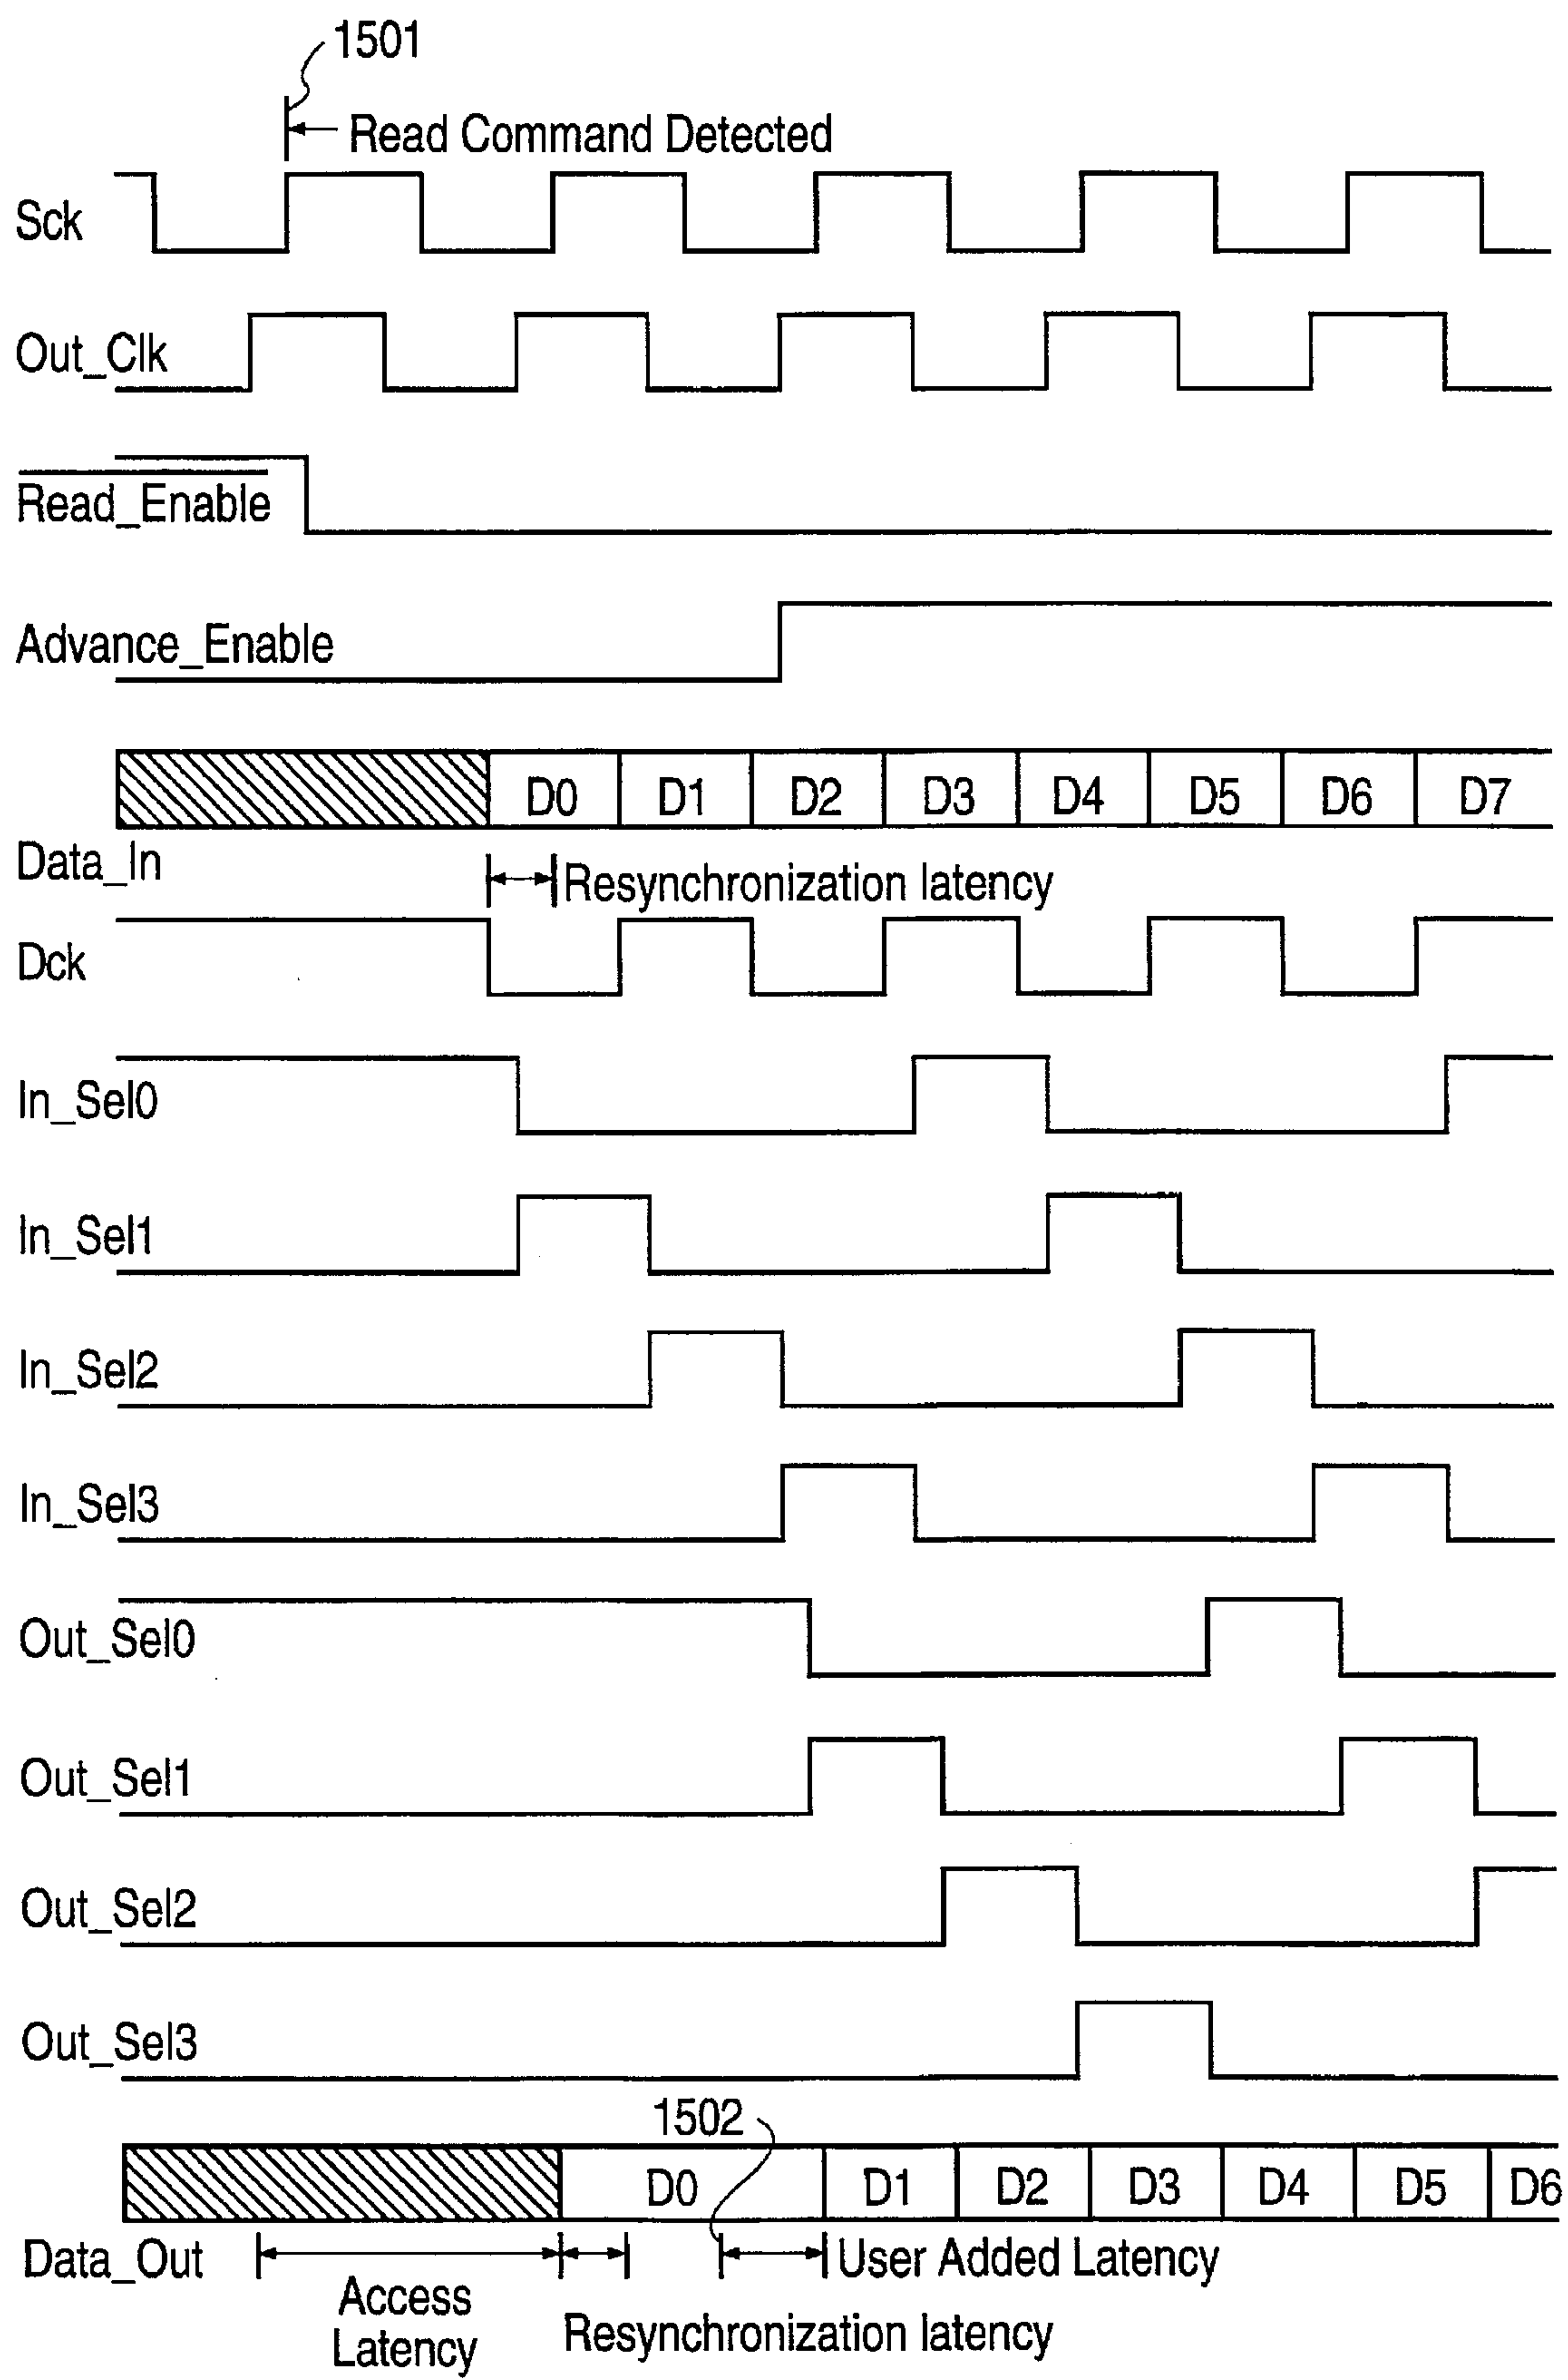 1501
Read Command Detected
Sck
Out_Clk
Read_Enable
Advance_Enable
D0 D1 D2 D3 D4 D5 D6 D7
Data_In
Resynchronization latency
Dck
In_Sel0
In_Sel1
In_Sel2
In_Sel3
Out_Sel0
Out_Sel1
Out_Sel2
Out_Sel3
1502
D0 D1 D2 D3 D4 D5 D6
Data_Out
User Added Latency
Access
Latency
Resynchronization latency